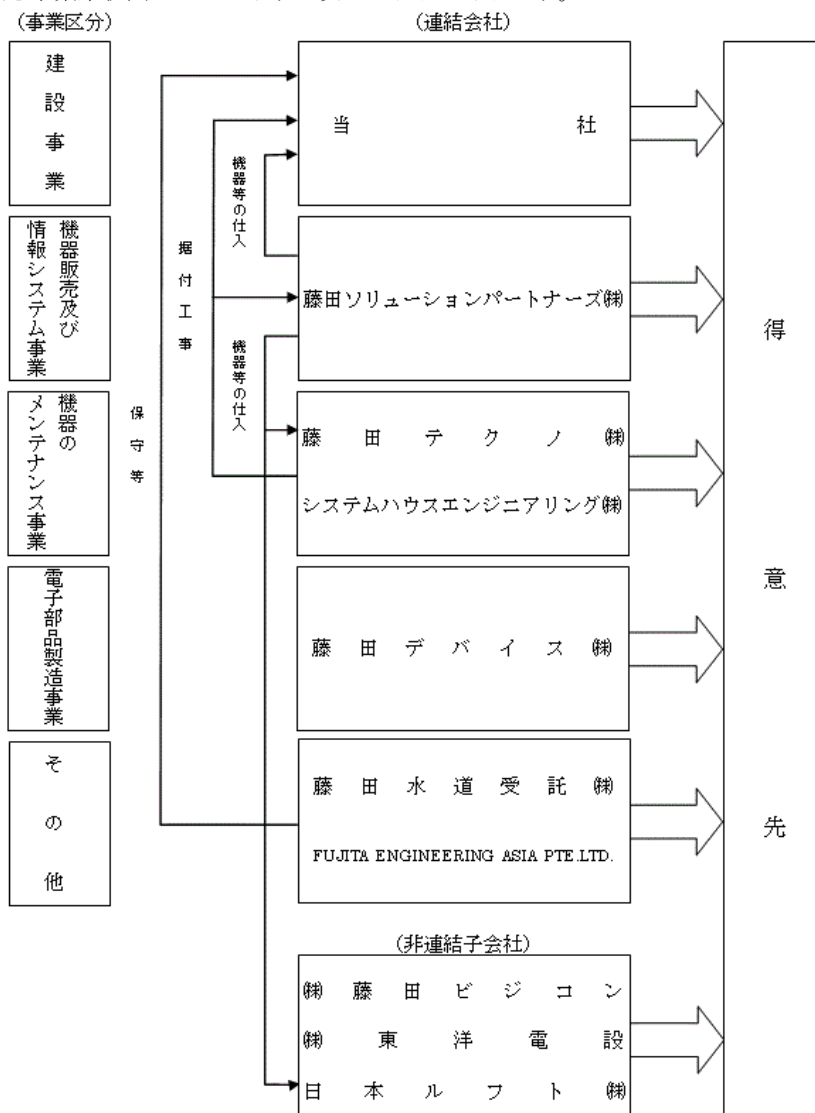 (事業区分)
(連結会社)
建設事業
当社
機器等の仕入
機器販売及び
情報システム事業
据付工事
藤田ソリューションパートナーズ㈱
得意先
機器等の仕入
機器の
メンテナンス事業
保守等
藤田テクノ㈱
システムハウスエンジニアリング㈱
電子部品製造事業
藤田デバイス㈱
その他
藤田水道受託㈱
FUJITA ENGINEERING ASIA PTE.LTD.
(非連結子会社)
㈱藤田ビジコン
㈱東洋電設
日本ルフト㈱